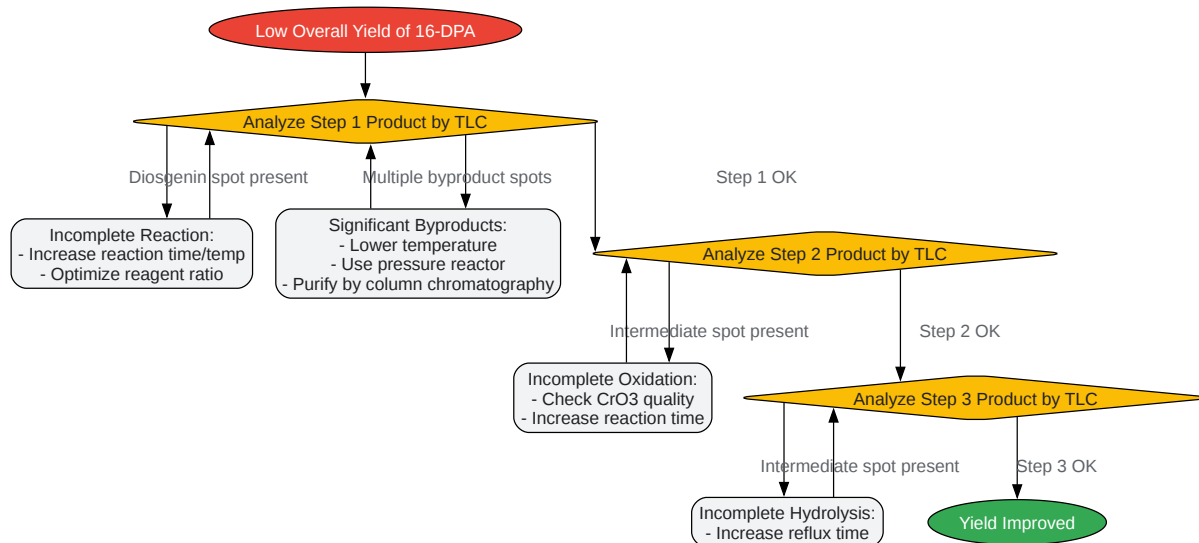 Low Overall Yield of 16-DPA
Analyze Step 1 Product by TLC
Diosgenin spot present
Multiple byproduct spots
Step 1 OK
Incomplete Reaction:
- Increase reaction time/temp
- Optimize reagent ratio
Significant Byproducts:
- Lower temperature
- Use pressure reactor
- Purify by column chromatography
Analyze Step 2 Product by TLC
Intermediate spot present
Step 2 OK
Incomplete Oxidation:
- Check CrO3 quality
- Increase reaction time
Analyze Step 3 Product by TLC
Intermediate spot present
Step 3 OK
Incomplete Hydrolysis:
- Increase reflux time
Yield Improved